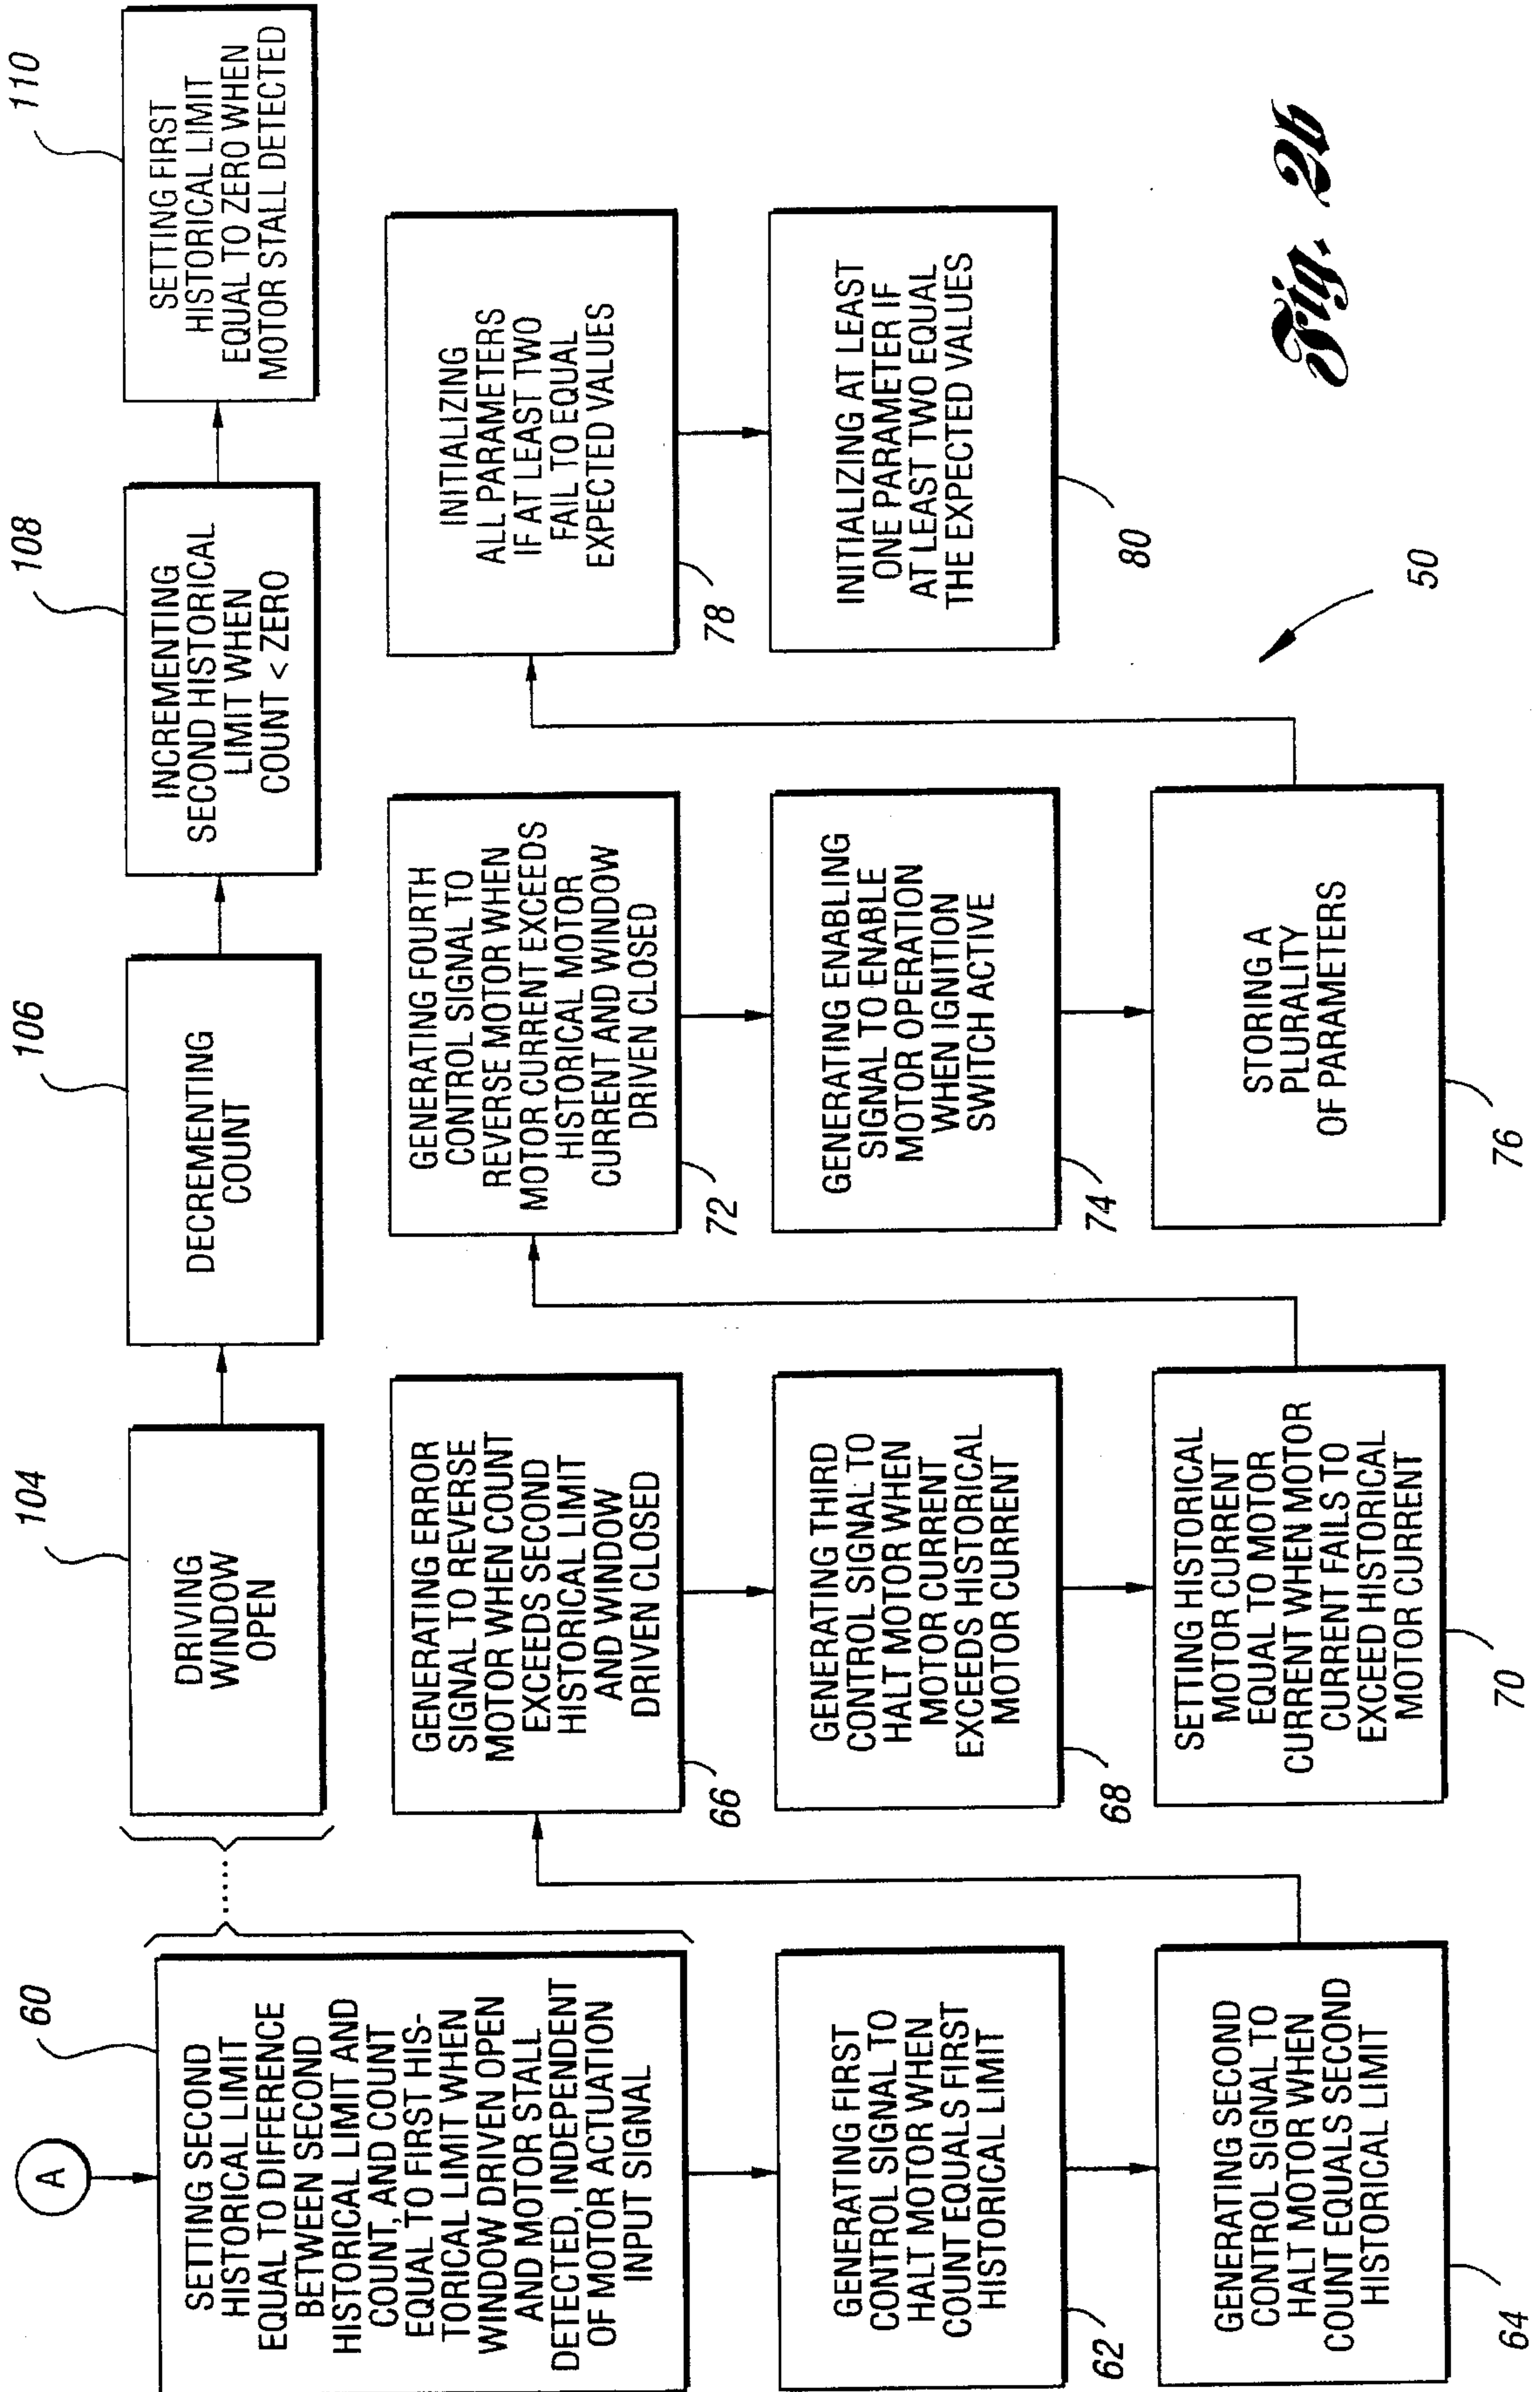 A
60
SETTING SECOND
HISTORICAL LIMIT
EQUAL TO DIFFERENCE
BETWEEN SECOND
HISTORICAL LIMIT AND
COUNT, AND COUNT
EQUAL TO FIRST HIS-
TORICAL LIMIT WHEN
WINDOW DRIVEN OPEN
AND MOTOR STALL
DETECTED, INDEPENDENT
OF MOTOR ACTUATION
INPUT SIGNAL
GENERATING FIRST
CONTROL SIGNAL TO
HALT MOTOR WHEN
COUNT EQUALS FIRST
HISTORICAL LIMIT
62
GENERATING SECOND
CONTROL SIGNAL TO
HALT MOTOR WHEN
COUNT EQUALS SECOND
HISTORICAL LIMIT
64
104
DRIVING
WINDOW
OPEN
106
DECREMENTING
COUNT
108
INCREMENTING
SECOND HISTORICAL
LIMIT WHEN
COUNT < ZERO
110
SETTING FIRST
HISTORICAL LIMIT
EQUAL TO ZERO WHEN
MOTOR STALL DETECTED
GENERATING ERROR
SIGNAL TO REVERSE
MOTOR WHEN COUNT
EXCEEDS SECOND
HISTORICAL LIMIT
AND WINDOW
DRIVEN CLOSED
66
GENERATING THIRD
CONTROL SIGNAL TO
HALT MOTOR WHEN
MOTOR CURRENT
EXCEEDS HISTORICAL
MOTOR CURRENT
68
SETTING HISTORICAL
MOTOR CURRENT
EQUAL TO MOTOR
CURRENT WHEN MOTOR
CURRENT FAILS TO
EXCEED HISTORICAL
MOTOR CURRENT
70
GENERATING FOURTH
CONTROL SIGNAL TO
REVERSE MOTOR WHEN
MOTOR CURRENT EXCEEDS
HISTORICAL MOTOR
CURRENT AND WINDOW
DRIVEN CLOSED
72
GENERATING ENABLING
SIGNAL TO ENABLE
MOTOR OPERATION
WHEN IGNITION
SWITCH ACTIVE
74
STORING A
PLURALITY
OF PARAMETERS
76
INITIALIZING
ALL PARAMETERS
IF AT LEAST TWO
FAIL TO EQUAL
EXPECTED VALUES
78
INITIALIZING AT LEAST
ONE PARAMETER IF
AT LEAST TWO EQUAL
THE EXPECTED VALUES
80
50
Fig. 2b